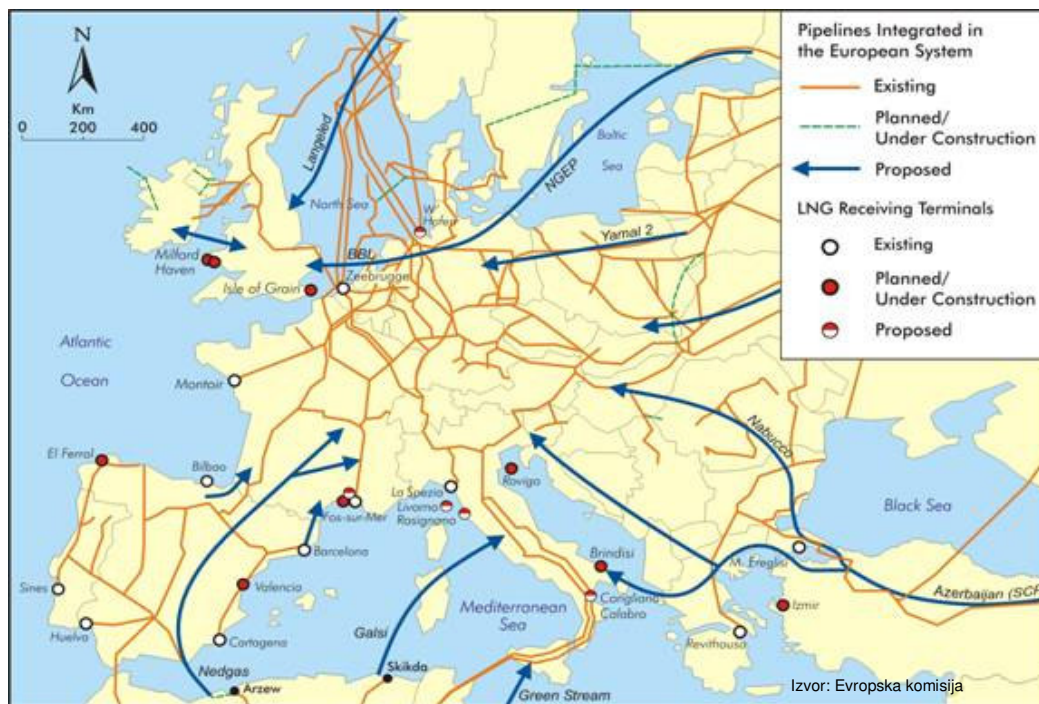 N
Km
0 200 400
Pipelines Integrated in
the European System
Existing
Planned/
Under Construction
Proposed
LNG Receiving Terminals
Existing
Planned/
Under Construction
Proposed
Langeled
North Sea
Baltic
Sea
NGEP
W.
Yamal 2
BBL
Zeebrugge
Milfard
Haven
Isle of Grain
Atlantic
Ocean
Montoir
El Ferrol
Bilbao
Fos-sur-Mer
La Spezia
Livorno
Rosignano
Rovigo
Nabucco
Black Sea
Barcelona
Brindisi
M. Ereglisi
Sines
Valencia
Mediterranean
Sea
Corigliano
Calabro
Izmir
Azerbaijan (SCP
Huelva
Cartagena
Galsi
Revithousa
Nedgas
Arzew
Skikda
Green Stream
Izvor: Evropska komisija